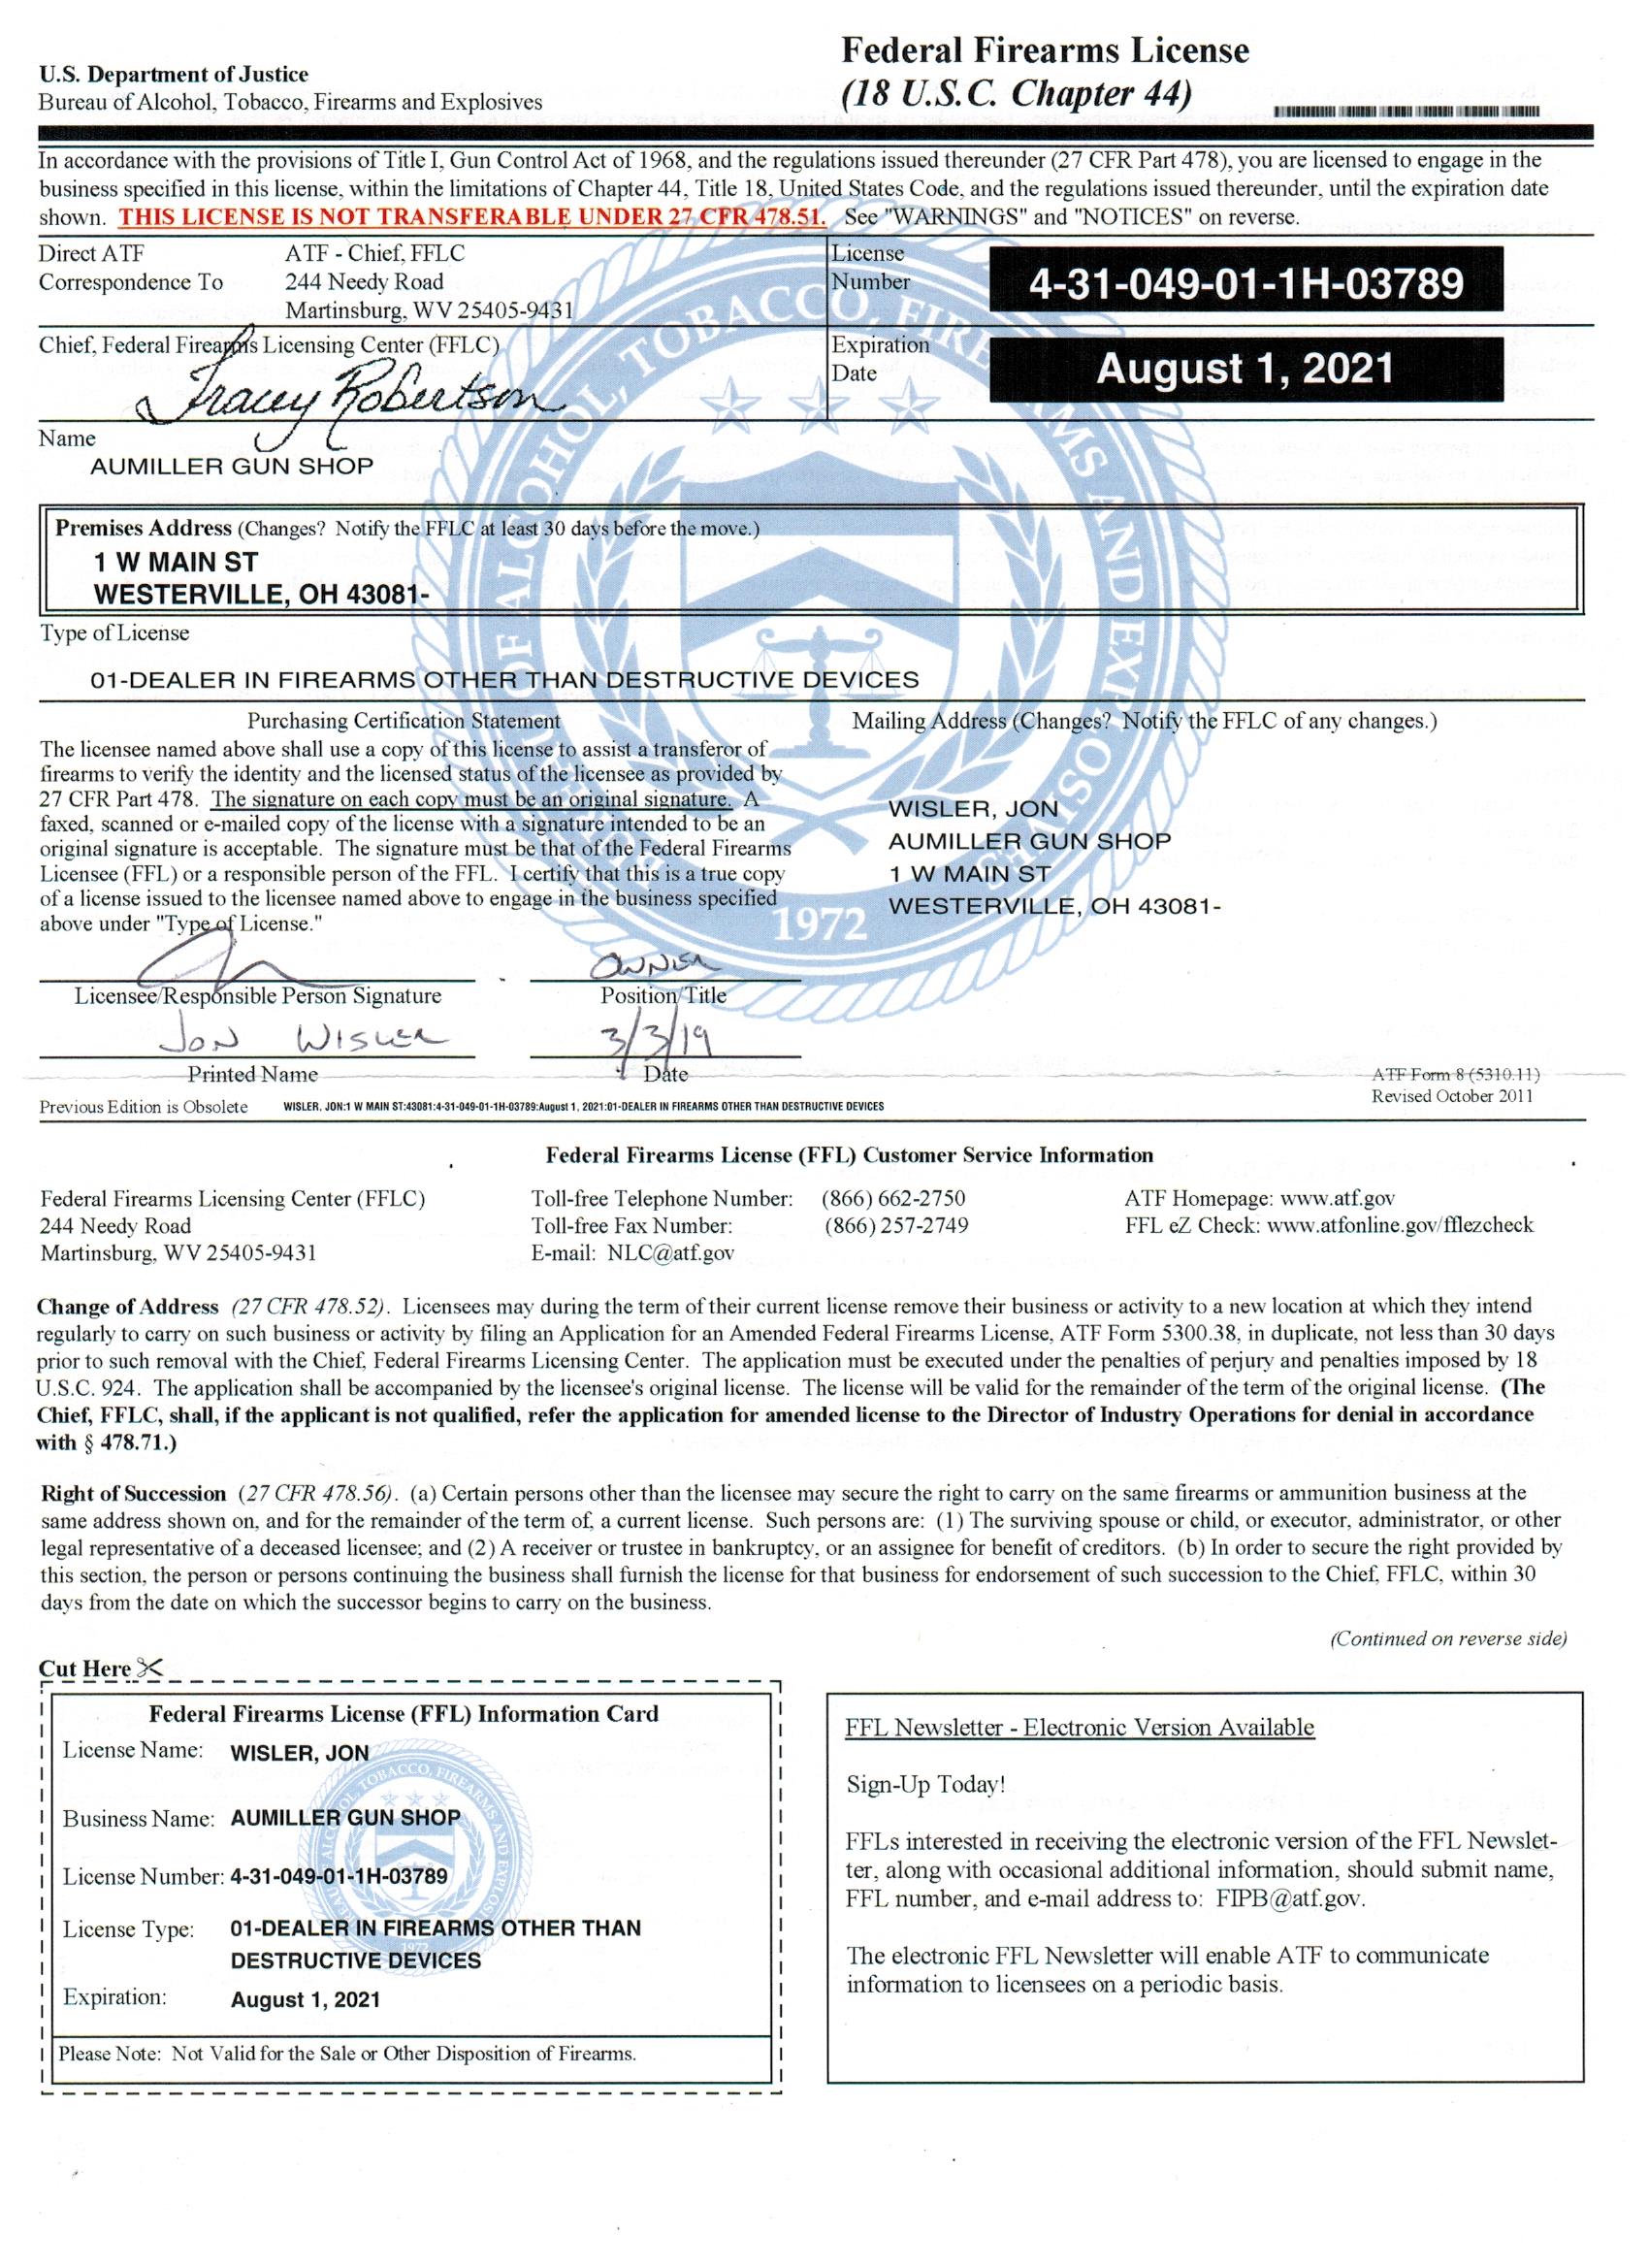 Federal Firearms License
(18 U.S.C. Chapter 44)
U.S. Department of Justice
Bureau of Alcohol, Tobacco, Firearms and Explosives
In accordance with the provisions of Title I, Gun Control Act of 1968, and the regulations issued thereunder (27 CFR Part 478), you are licensed to engage in the
business specified in this license, within the limitations of Chapter 44, Title 18, United States Code, and the regulations issued thereunder, until the expiration date
shown. THIS LICENSE IS NOT TRANSFERABLE UNDER 27 CFR 478.51. See "WARNINGS" and "NOTICES" on reverse.
Direct ATF
Correspondence To
ATF - Chief, FFLC
244 Needy Road
Martinsburg, WV 25405-9431
License
Number
4-31-049-01-1H-03789
Chief, Federal Firearms Licensing Center (FFLC)
Tracey Robertson
Expiration
Date
August 1, 2021
Name
AUMILLER GUN SHOP
Premises Address (Changes? Notify the FFLC at least 30 days before the move.)
1 W MAIN ST
WESTERVILLE, OH 43081-
Type of License
01-DEALER IN FIREARMS OTHER THAN DESTRUCTIVE DEVICES
Purchasing Certification Statement
The licensee named above shall use a copy of this license to assist a transferor of
firearms to verify the identity and the licensed status of the licensee as provided by
27 CFR Part 478. The signature on each copy must be an original signature. A
faxed, scanned or e-mailed copy of the license with a signature intended to be an
original signature is acceptable. The signature must be that of the Federal Firearms
Licensee (FFL) or a responsible person of the FFL. I certify that this is a true copy
of a license issued to the licensee named above to engage in the business specified
above under "Type of License."
Mailing Address (Changes? Notify the FFLC of any changes.)
WISLER, JON
AUMILLER GUN SHOP
1 W MAIN ST
WESTERVILLE, OH 43081-
BUREAU OF ALCOHOL, TOBACCO, FIREARMS AND EXPLOSIVES
1972
OWNER
Licensee/Responsible Person Signature
Position/Title
JON WISLER
3/3/19
Printed Name
Date
ATF Form 8 (5310.11)
Revised October 2011
Previous Edition is Obsolete
WISLER, JON:1 W MAIN ST:43081:4-31-049-01-1H-03789:August 1, 2021:01-DEALER IN FIREARMS OTHER THAN DESTRUCTIVE DEVICES
Federal Firearms License (FFL) Customer Service Information
Federal Firearms Licensing Center (FFLC)
244 Needy Road
Martinsburg, WV 25405-9431
Toll-free Telephone Number: (866) 662-2750
Toll-free Fax Number: (866) 257-2749
E-mail: NLC@atf.gov
ATF Homepage: www.atf.gov
FFL eZ Check: www.atfonline.gov/fflezcheck
Change of Address (27 CFR 478.52). Licensees may during the term of their current license remove their business or activity to a new location at which they intend
regularly to carry on such business or activity by filing an Application for an Amended Federal Firearms License, ATF Form 5300.38, in duplicate, not less than 30 days
prior to such removal with the Chief, Federal Firearms Licensing Center. The application must be executed under the penalties of perjury and penalties imposed by 18
U.S.C. 924. The application shall be accompanied by the licensee's original license. The license will be valid for the remainder of the term of the original license. (The
Chief, FFLC, shall, if the applicant is not qualified, refer the application for amended license to the Director of Industry Operations for denial in accordance
with § 478.71.)
Right of Succession (27 CFR 478.56). (a) Certain persons other than the licensee may secure the right to carry on the same firearms or ammunition business at the
same address shown on, and for the remainder of the term of, a current license. Such persons are: (1) The surviving spouse or child, or executor, administrator, or other
legal representative of a deceased licensee; and (2) A receiver or trustee in bankruptcy, or an assignee for benefit of creditors. (b) In order to secure the right provided by
this section, the person or persons continuing the business shall furnish the license for that business for endorsement of such succession to the Chief, FFLC, within 30
days from the date on which the successor begins to carry on the business.
(Continued on reverse side)
Cut Here
Federal Firearms License (FFL) Information Card
License Name: WISLER, JON
Business Name: AUMILLER GUN SHOP
License Number: 4-31-049-01-1H-03789
License Type: 01-DEALER IN FIREARMS OTHER THAN
DESTRUCTIVE DEVICES
Expiration: August 1, 2021
Please Note: Not Valid for the Sale or Other Disposition of Firearms.
FFL Newsletter - Electronic Version Available
Sign-Up Today!
FFLs interested in receiving the electronic version of the FFL Newslet-
ter, along with occasional additional information, should submit name,
FFL number, and e-mail address to: FIPB@atf.gov.
The electronic FFL Newsletter will enable ATF to communicate
information to licensees on a periodic basis.